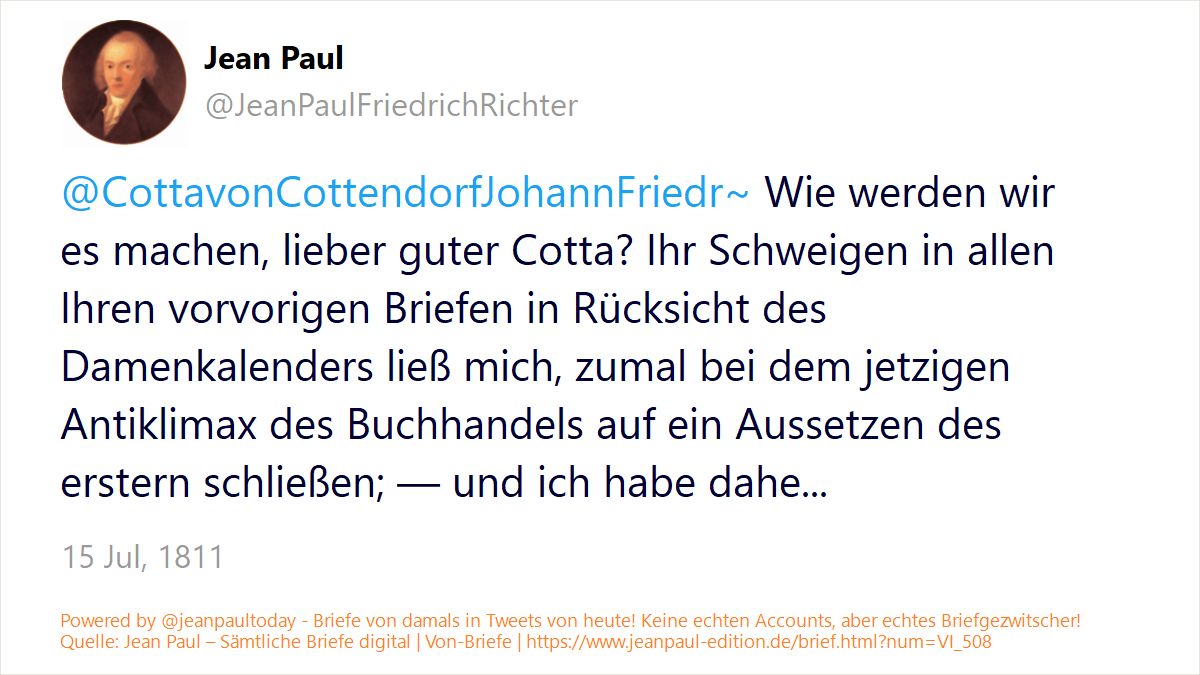 Jean Paul
@JeanPaulFriedrichRichter
@CottavonCottendorfJohannFriedr~ Wie werden wir
es machen, lieber guter Cotta? Ihr Schweigen in allen
Ihren vorvorigen Briefen in Rücksicht des
Damenkalenders ließ mich, zumal bei dem jetzigen
Antiklimax des Buchhandels auf ein Aussetzen des
erstern schließen; — und ich habe dahe...
15 Jul, 1811
Powered by @jeanpaultoday - Briefe von damals in Tweets von heute! Keine echten Accounts, aber echtes Briefgezwitscher!
Quelle: Jean Paul – Sämtliche Briefe digital | Von-Briefe | https://www.jeanpaul-edition.de/brief.html?num=VI_508